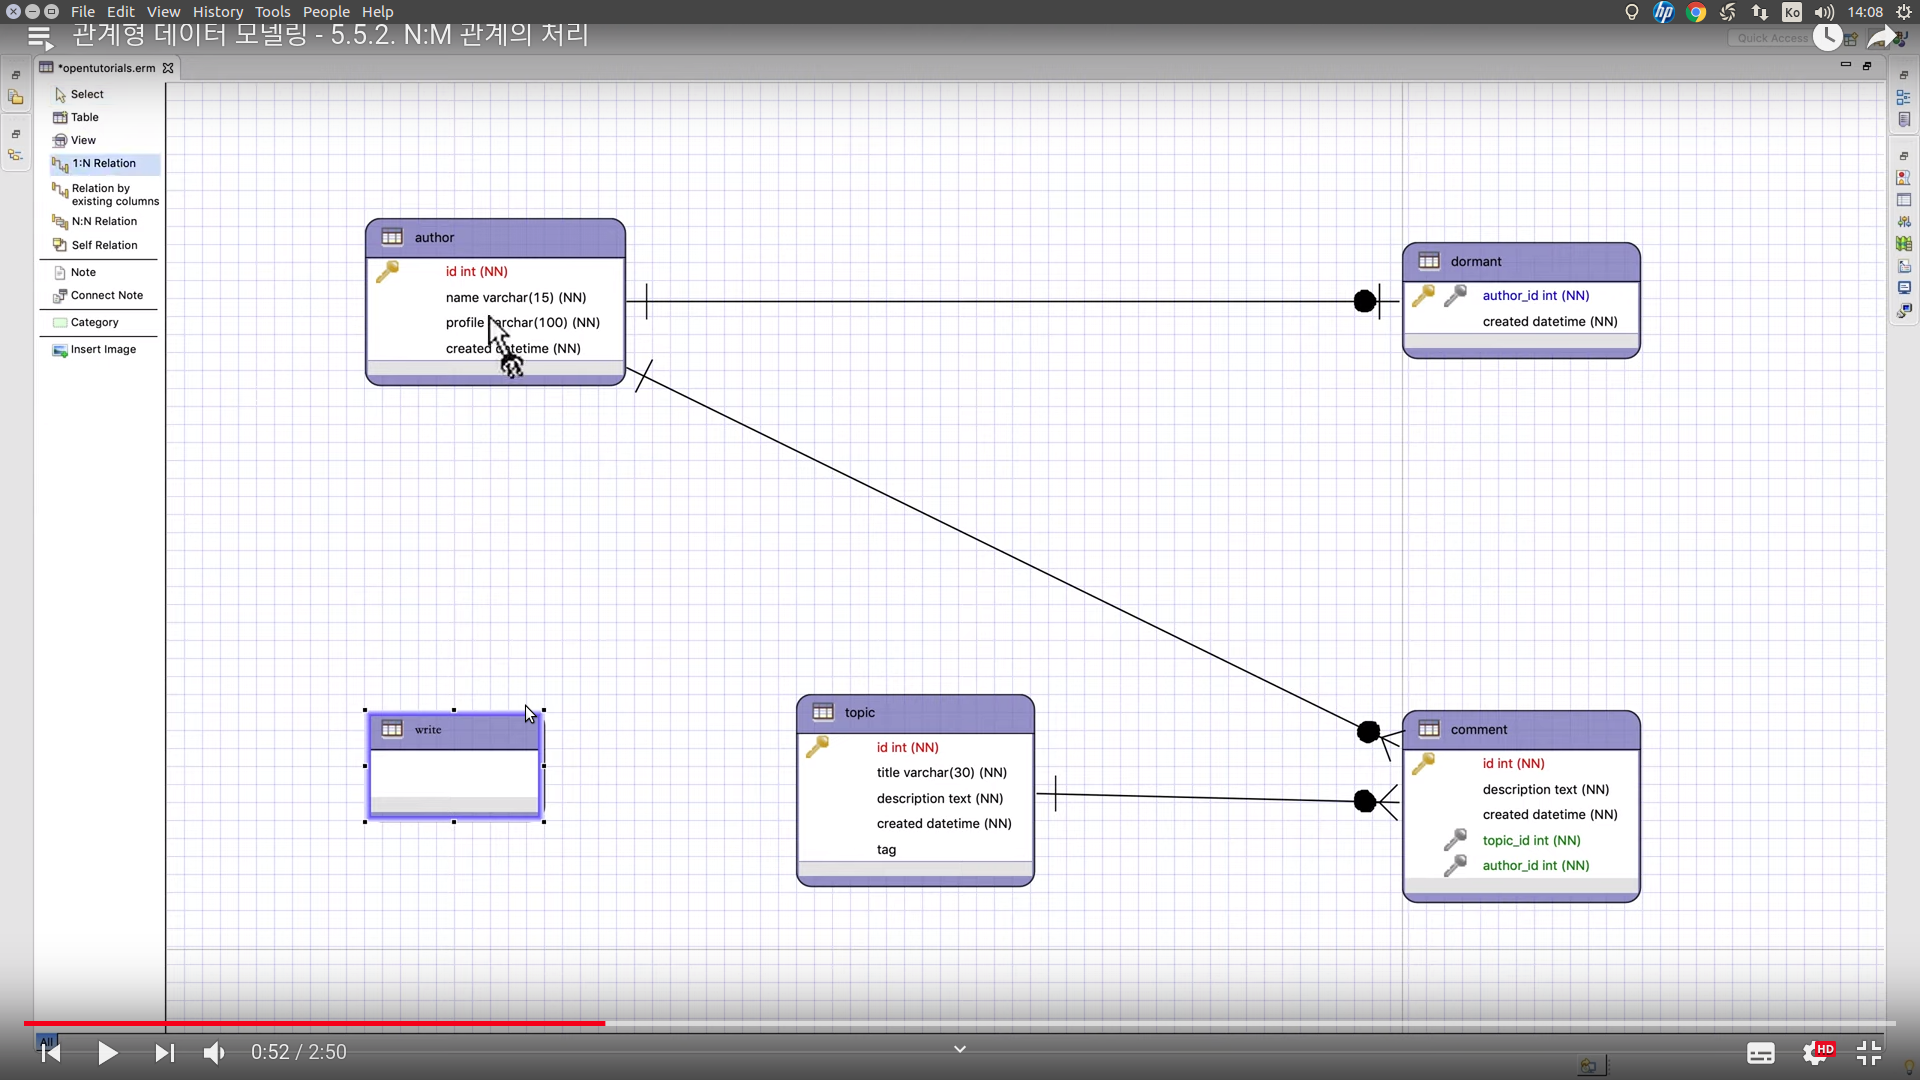 File Edit View History Tools People Help
Ko 14:08
관계형 데이터 모델링 - 5.5.2. N:M 관계의 처리
Quick Access
*opentutorials.erm
Select
Table
View
1:N Relation
Relation by
existing columns
N:N Relation
Self Relation
Note
Connect Note
Category
Insert Image
author
id int (NN)
name varchar(15) (NN)
profile varchar(100) (NN)
created datetime (NN)
dormant
author_id int (NN)
created datetime (NN)
write
topic
id int (NN)
title varchar(30) (NN)
description text (NN)
created datetime (NN)
tag
comment
id int (NN)
description text (NN)
created datetime (NN)
topic_id int (NN)
author_id int (NN)
All
0:52 / 2:50
HD